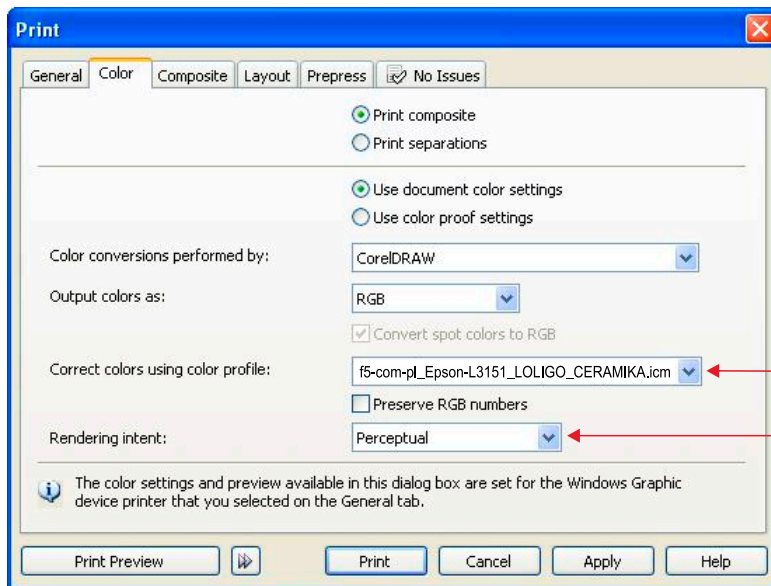 Print
General Color Composite Layout Prepress No Issues
Print composite
Print separations
Use document color settings
Use color proof settings
Color conversions performed by: CorelDRAW
Output colors as: RGB
Convert spot colors to RGB
Correct colors using color profile: f5-com-pl_Epson-L3151_LOLIGO_CERAMIKA.icm
Preserve RGB numbers
Rendering intent: Perceptual
The color settings and preview available in this dialog box are set for the Windows Graphic
device printer that you selected on the General tab.
Print Preview Print Cancel Apply Help